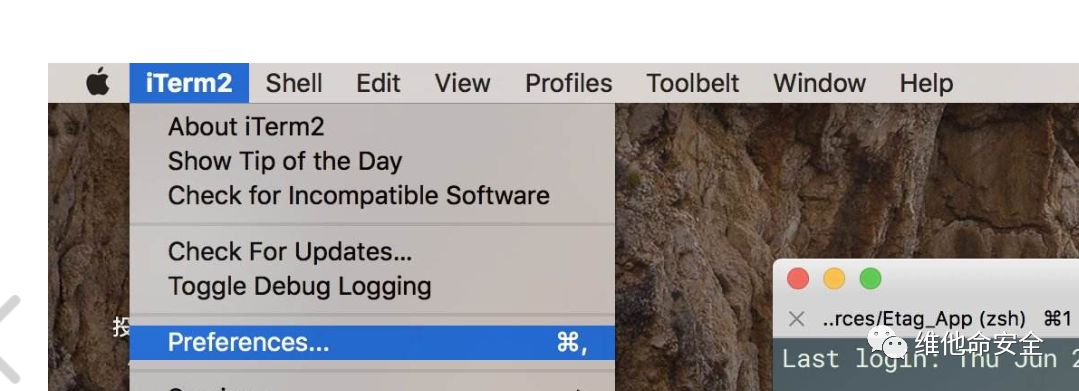 iTerm2 Shell Edit View Profiles Toolbelt Window Help
About iTerm2
Show Tip of the Day
Check for Incompatible Software
Check For Updates...
Toggle Debug Logging
投
Preferences... ⌘,
..rces/Etag_App (zsh) ⌘1
Last login: Thu Jun 2
维他命安全